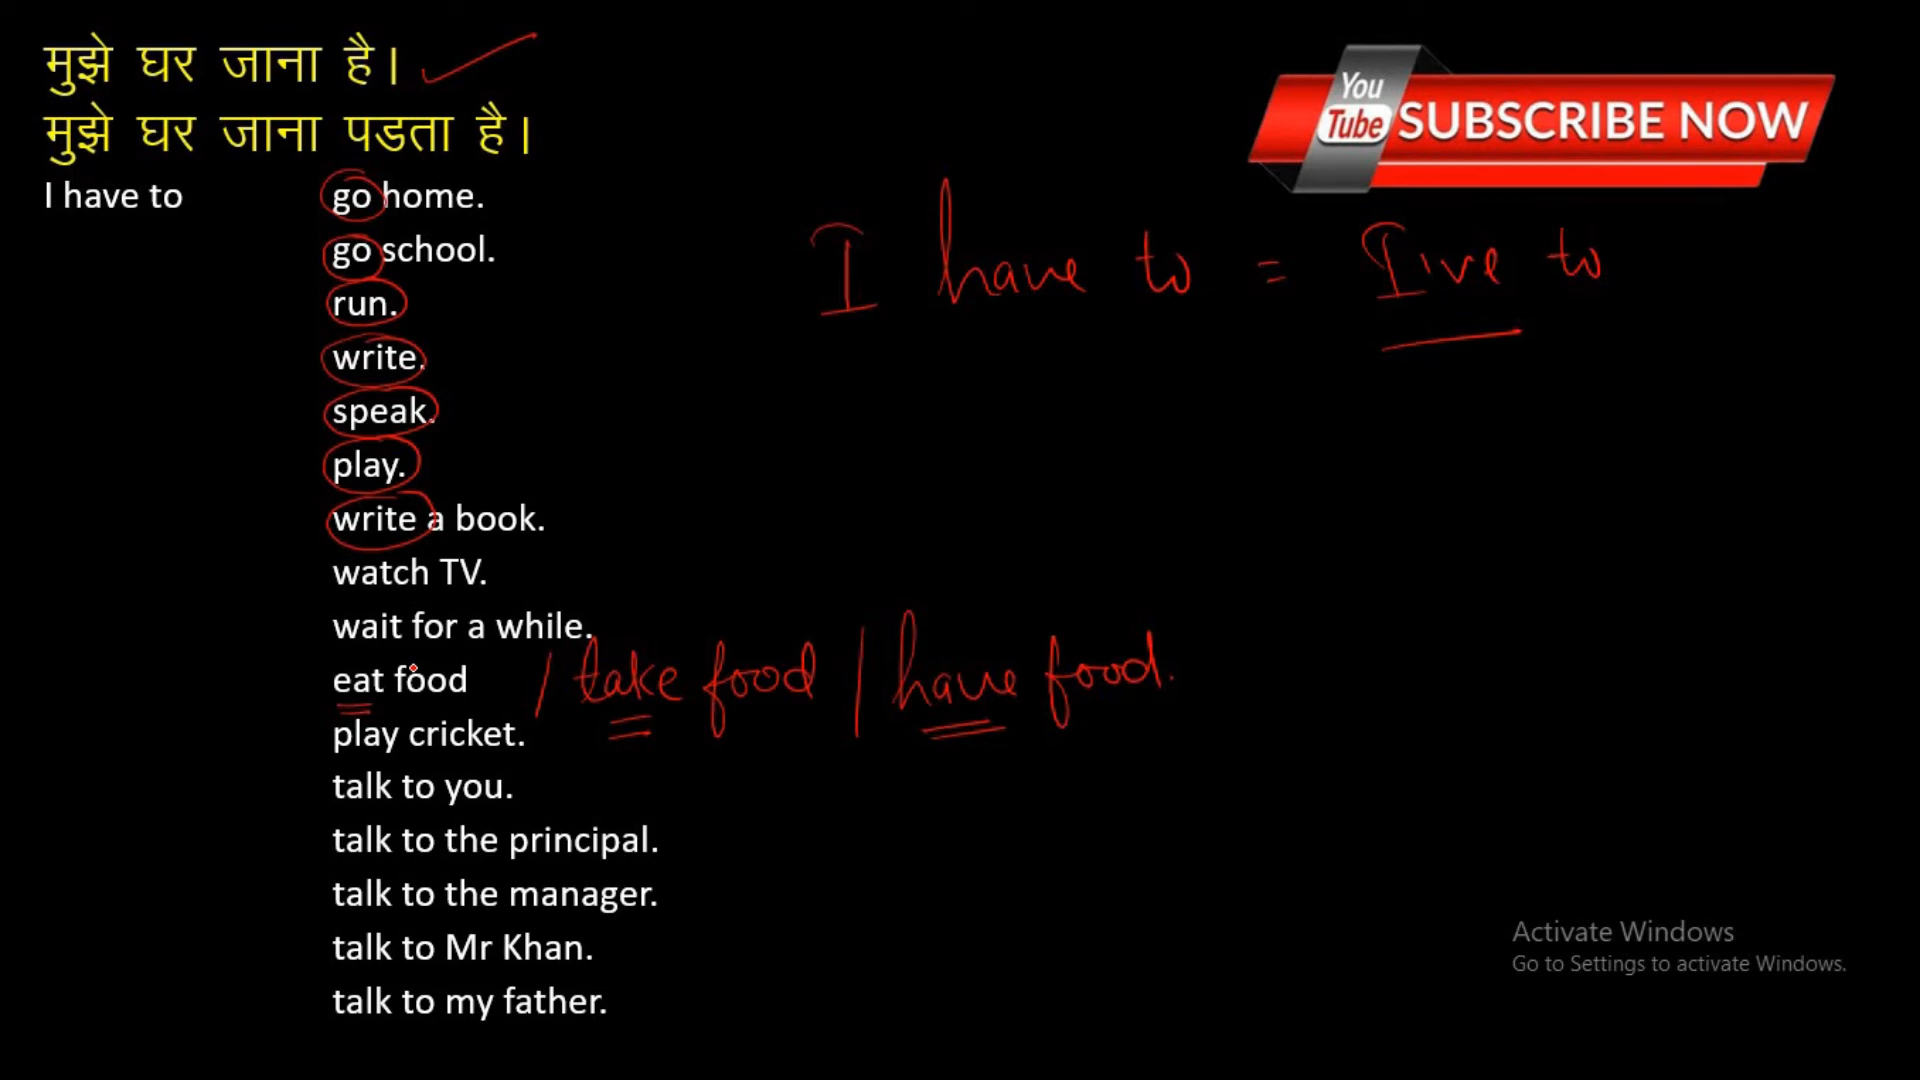 मुझे घर जाना है।
मुझे घर जाना पडता है।
You
Tube SUBSCRIBE NOW
I have to go home.
go school.
I have to = I've to
run.
write.
speak.
play.
write a book.
watch TV.
wait for a while.
eat food / take food / have food.
play cricket.
talk to you.
talk to the principal.
talk to the manager.
talk to Mr Khan.
talk to my father.
Activate Windows
Go to Settings to activate Windows.